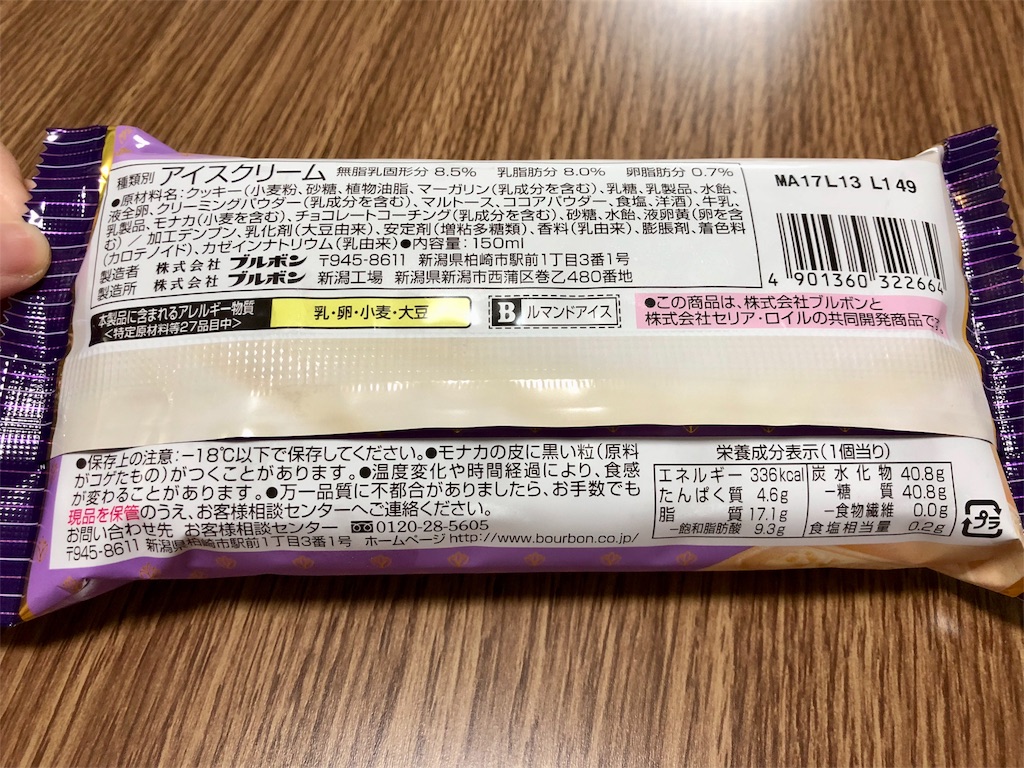 種類別 アイスクリーム 無脂乳固形分 8.5% 乳脂肪分 8.0% 卵脂肪分 0.7%
●原材料名:クッキー(小麦粉、砂糖、植物油脂、マーガリン(乳成分を含む)、乳糖、乳製品、水飴、
液全卵、クリーミングパウダー(乳成分を含む)、マルトース、ココアパウダー、食塩、洋酒)、牛乳、
乳製品、モナカ(小麦を含む)、チョコレートコーチング(乳成分を含む)、砂糖、水飴、液卵黄(卵を含
む) / 加工デンプン、乳化剤(大豆由来)、安定剤(増粘多糖類)、香料(乳由来)、膨脹剤、着色料
(カロテノイド)、カゼインナトリウム(乳由来)●内容量:150ml
製造者 株式会社 ブルボン 〒945-8611 新潟県柏崎市駅前1丁目3番1号
製造所 株式会社 ブルボン 新潟工場 新潟県新潟市西蒲区巻乙480番地
MA17L13 L1 49
4 901360 322664
本製品に含まれるアレルギー物質
<特定原材料等27品目中>
乳・卵・小麦・大豆
B ルマンドアイス
●この商品は、株式会社ブルボンと
株式会社セリア・ロイルの共同開発商品です。
●保存上の注意:-18℃以下で保存してください。●モナカの皮に黒い粒(原料
がコゲたもの)がつくことがあります。●温度変化や時間経過により、食感
が変わることがあります。●万一品質に不都合がありましたら、お手数でも
現品を保管のうえ、お客様相談センターへご連絡ください。
お問い合わせ先 お客様相談センター 0120-28-5605
〒945-8611 新潟県柏崎市駅前1丁目3番1号 ホームページ http://www.bourbon.co.jp/
栄養成分表示(1個当り)
エネルギー 336kcal 炭水化物 40.8g
たんぱく質 4.6g -糖質 40.8g
脂質 17.1g -食物繊維 0.0g
-飽和脂肪酸 9.3g 食塩相当量 0.2g
プラ